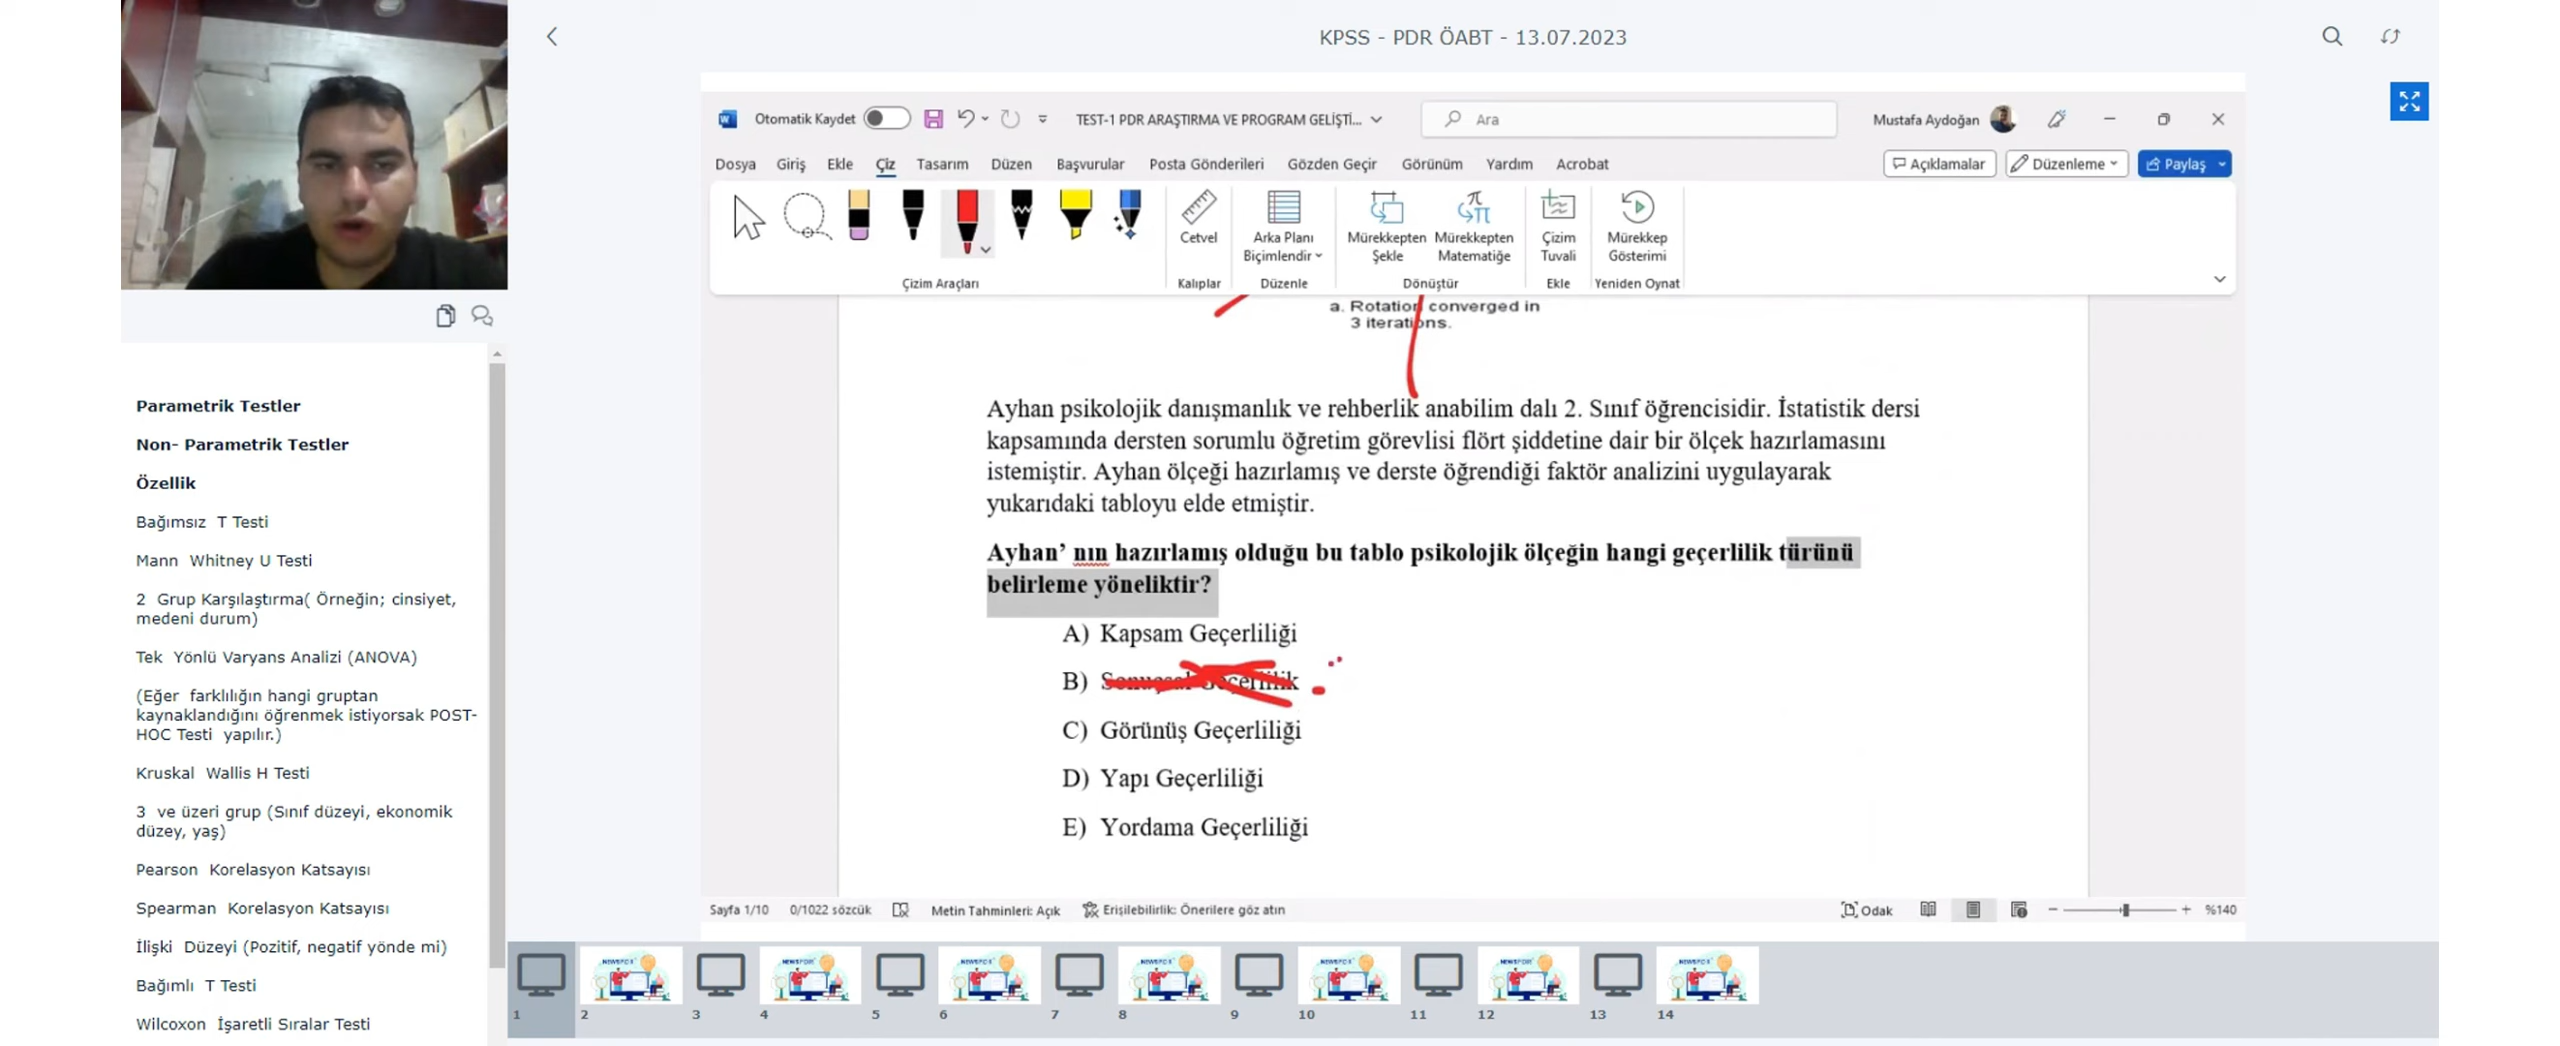 KPSS - PDR ÖABT - 13.07.2023
Otomatik Kaydet
TEST-1 PDR ARAŞTIRMA VE PROGRAM GELİŞTİ...
Ara
Mustafa Aydoğan
Dosya Giriş Ekle Çiz Tasarım Düzen Başvurular Posta Gönderileri Gözden Geçir Görünüm Yardım Acrobat
Açıklamalar
Düzenleme
Paylaş
Cetvel
Arka Planı
Biçimlendir
Mürekkepten
Şekle
Mürekkepten
Matematiğe
Çizim
Tuvali
Mürekkep
Gösterimi
Çizim Araçları
Kalıplar
Düzenle
Dönüştür
Ekle
Yeniden Oynat
a. Rotation converged in
3 iterations.
Ayhan psikolojik danışmanlık ve rehberlik anabilim dalı 2. Sınıf öğrencisidir. İstatistik dersi
kapsamında dersten sorumlu öğretim görevlisi flört şiddetine dair bir ölçek hazırlamasını
istemiştir. Ayhan ölçeği hazırlamış ve derste öğrendiği faktör analizini uygulayarak
yukarıdaki tabloyu elde etmiştir.
Ayhan’ nın hazırlamış olduğu bu tablo psikolojik ölçeğin hangi geçerlilik türünü
belirleme yöneliktir?
A) Kapsam Geçerliliği
B) Sonuçsal Geçerlilik
C) Görünüş Geçerliliği
D) Yapı Geçerliliği
E) Yordama Geçerliliği
Sayfa 1/10
0/1022 sözcük
Metin Tahminleri: Açık
Erişilebilirlik: Önerilere göz atın
Odak
%140
Parametrik Testler
Non- Parametrik Testler
Özellik
Bağımsız T Testi
Mann Whitney U Testi
2 Grup Karşılaştırma( Örneğin; cinsiyet,
medeni durum)
Tek Yönlü Varyans Analizi (ANOVA)
(Eğer farklılığın hangi gruptan
kaynaklandığını öğrenmek istiyorsak POST-
HOC Testi yapılır.)
Kruskal Wallis H Testi
3 ve üzeri grup (Sınıf düzeyi, ekonomik
düzey, yaş)
Pearson Korelasyon Katsayısı
Spearman Korelasyon Katsayısı
İlişki Düzeyi (Pozitif, negatif yönde mi)
Bağımlı T Testi
Wilcoxon İşaretli Sıralar Testi
1 2 3 4 5 6 7 8 9 10 11 12 13 14